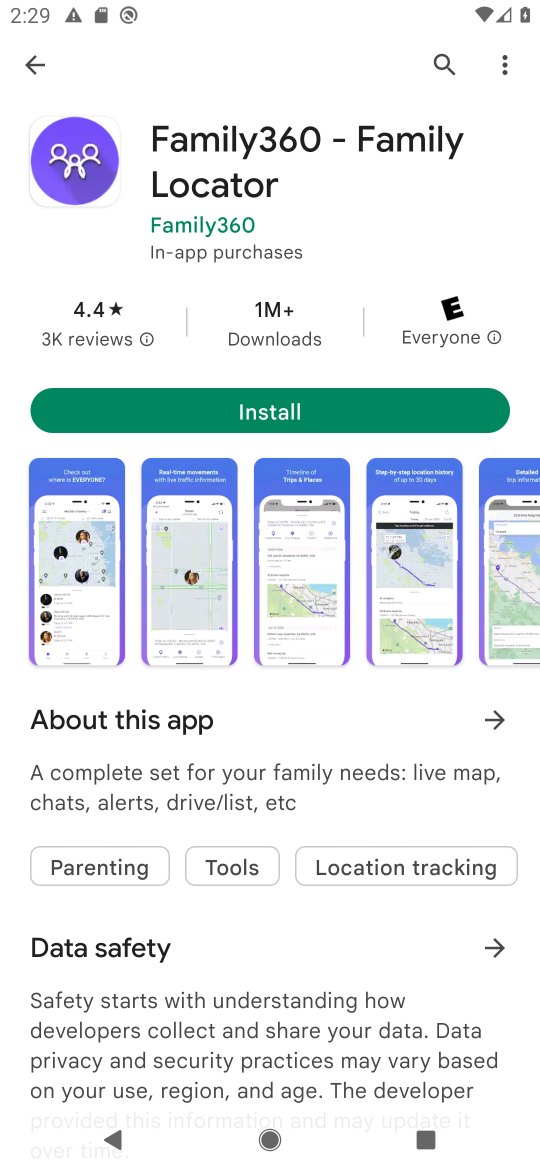 2:29
Family360 - Family
Locator
Family360
In-app purchases
4.4★
3K reviews
1M+
Downloads
E
Everyone
Install
Check out
where is EVERYONE?
Real-time movements
with live traffic information
Timeline of
Trips & Places
Step-by-step location history
of up to 30 days
Detailed
trip informat
About this app
A complete set for your family needs: live map,
chats, alerts, drive/list, etc
Parenting
Tools
Location tracking
Data safety
Safety starts with understanding how
developers collect and share your data. Data
privacy and security practices may vary based
on your use, region, and age. The developer
provided this information and may update it
over time.